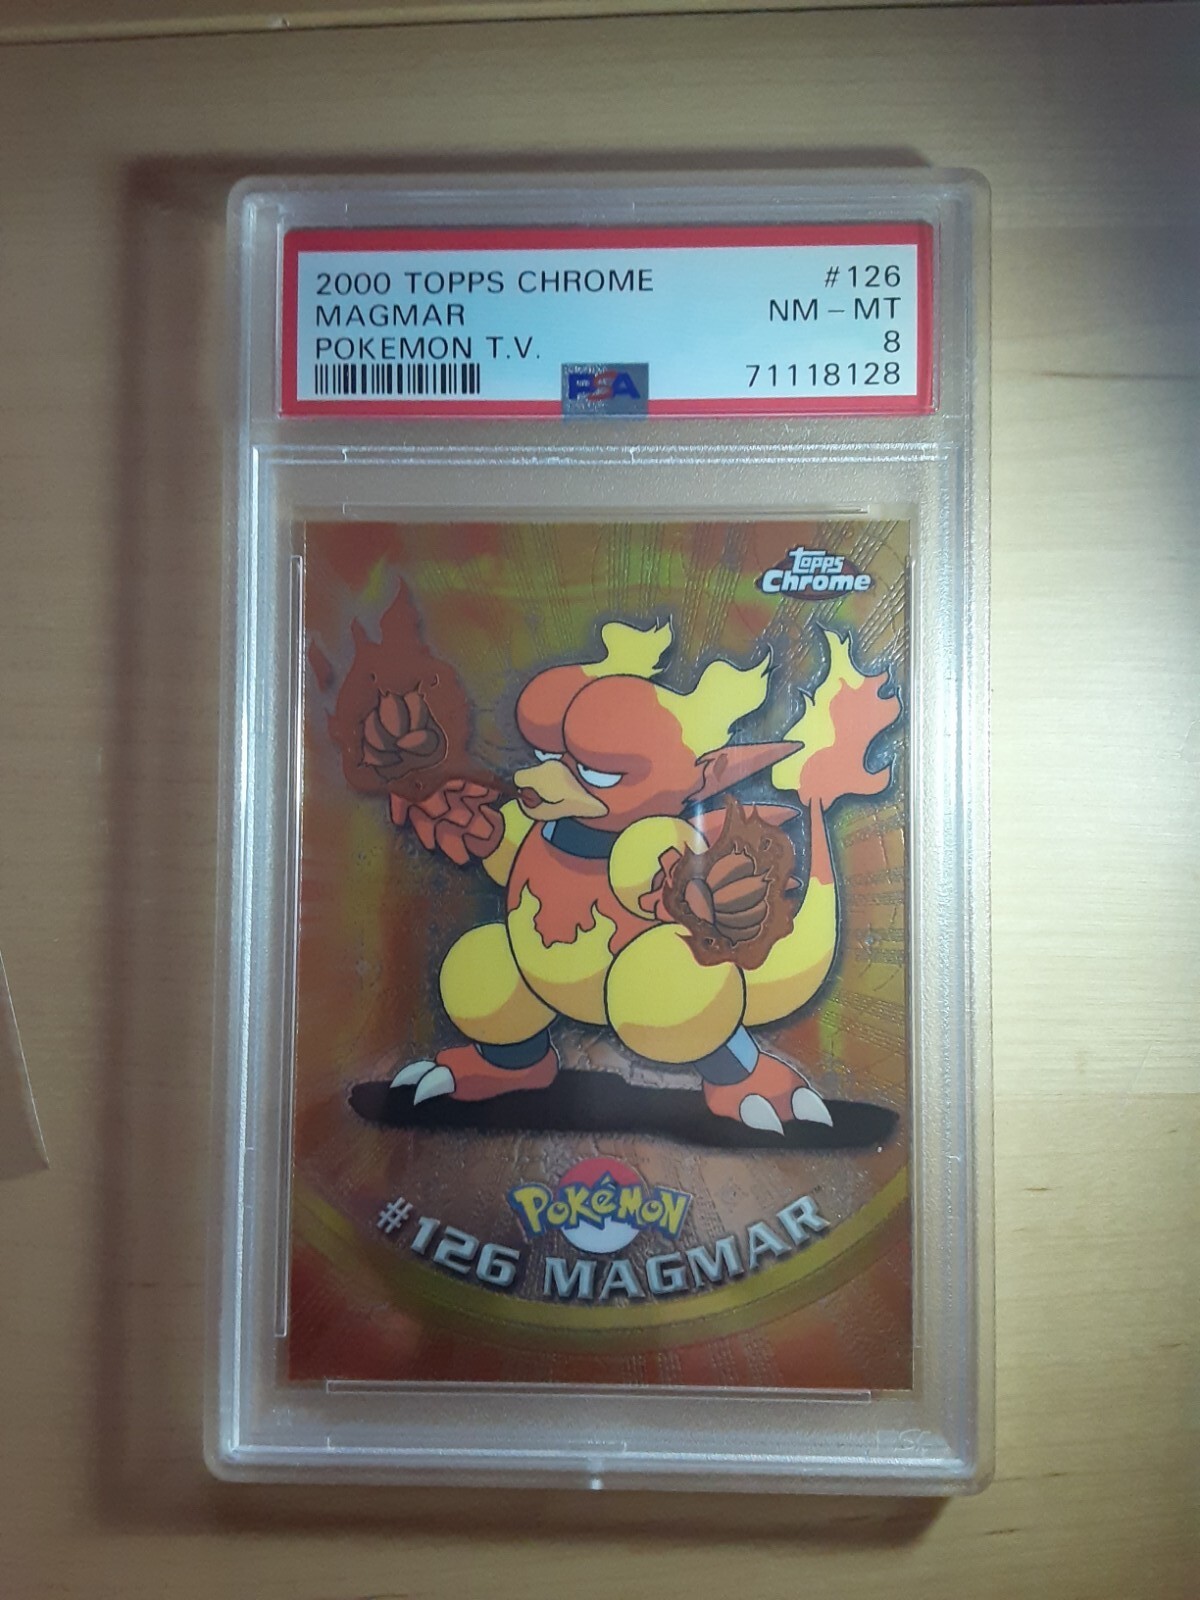 2000 TOPPS CHROME #126
MAGMAR NM - MT
POKEMON T.V. 8
PSA 71118128
Topps
Chrome
POKéMON
#126 MAGMAR